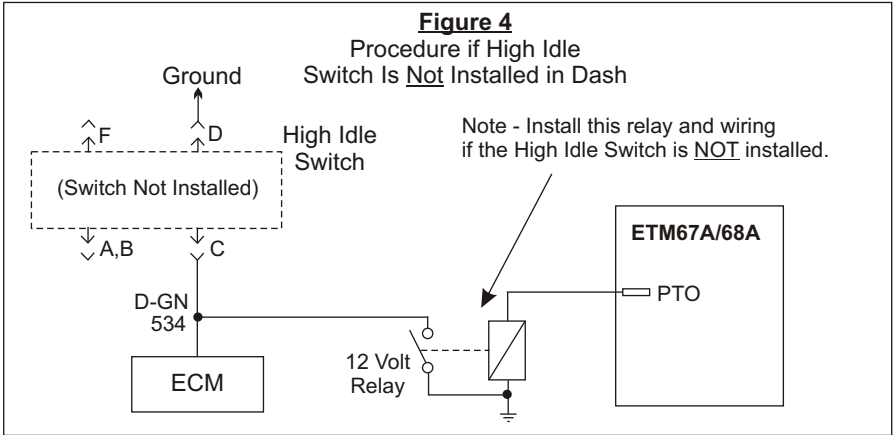 Figure 4
Procedure if High Idle
Switch Is Not Installed in Dash
Ground
F
D
High Idle
Switch
Note - Install this relay and wiring
if the High Idle Switch is NOT installed.
(Switch Not Installed)
A,B
C
ETM67A/68A
PTO
D-GN
534
12 Volt
Relay
ECM